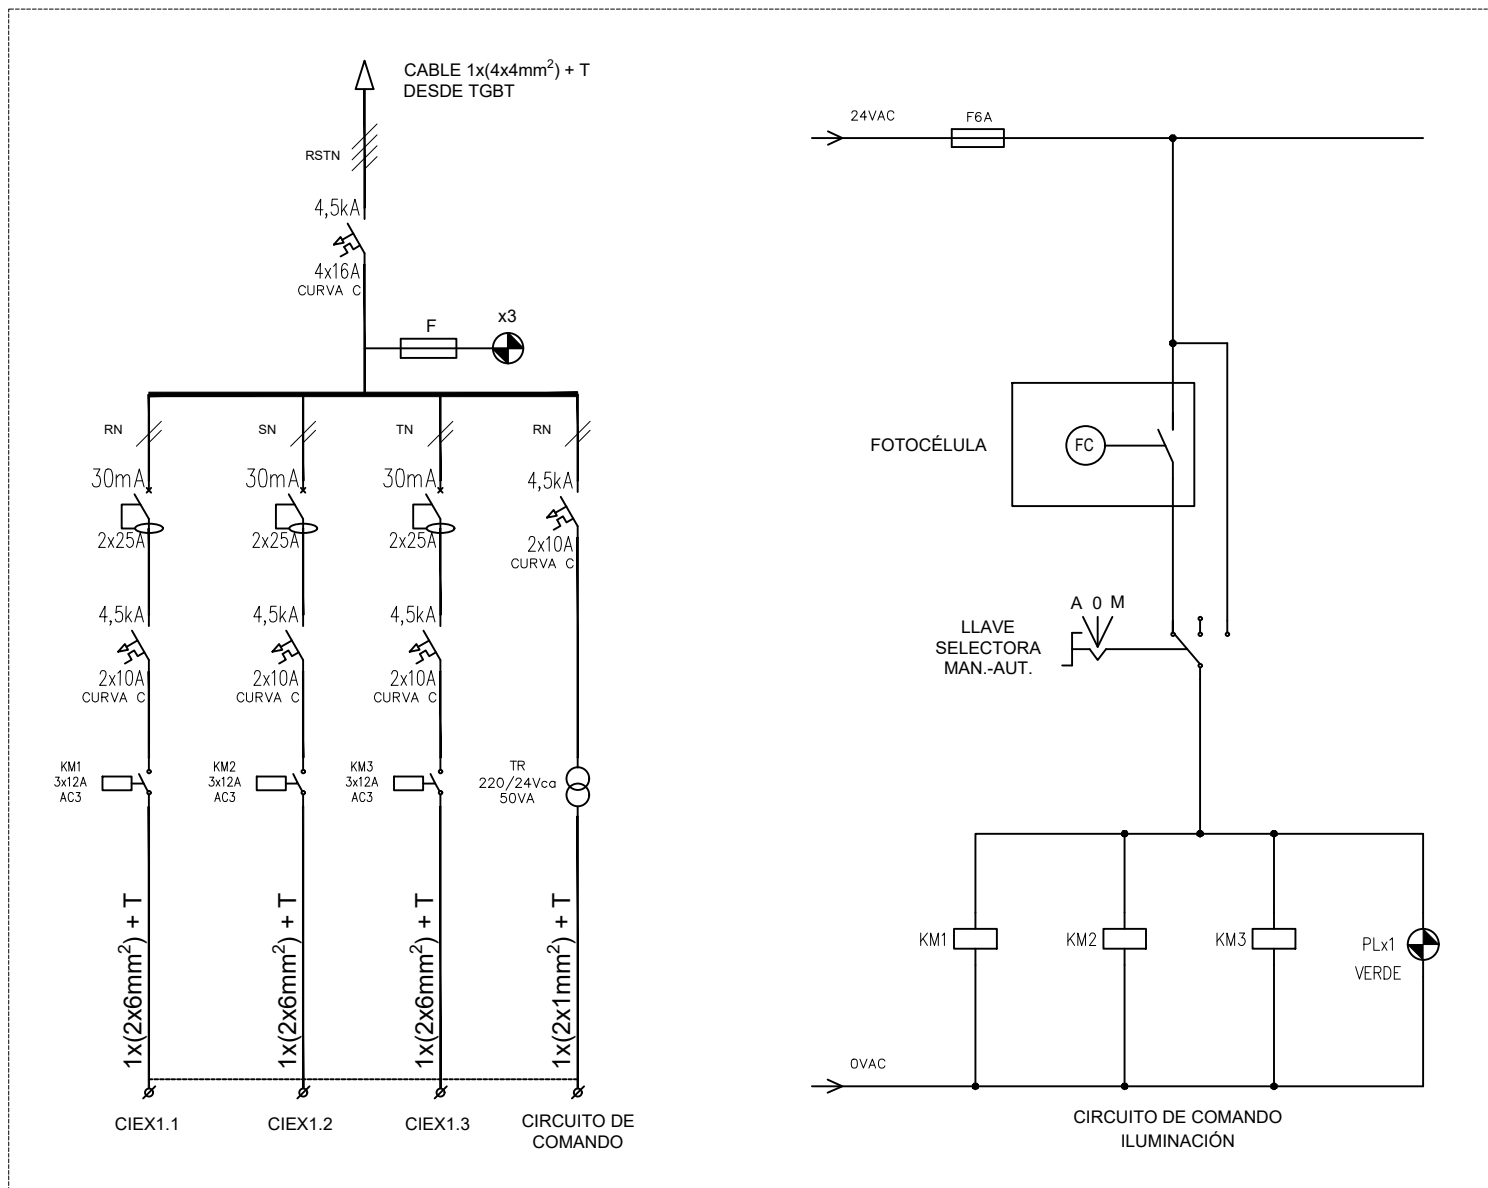 CABLE 1x(4x4mm²) + T
DESDE TGBT
RSTN
4,5kA
4x16A
CURVA C
F
x3
RN
SN
TN
RN
30mA
30mA
30mA
4,5kA
2x25A
2x25A
2x25A
2x10A
CURVA C
4,5kA
4,5kA
4,5kA
2x10A
CURVA C
2x10A
CURVA C
2x10A
CURVA C
KM1
3x12A
AC3
KM2
3x12A
AC3
KM3
3x12A
AC3
TR
220/24Vca
50VA
1x(2x6mm²) + T
1x(2x6mm²) + T
1x(2x6mm²) + T
1x(2x1mm²) + T
CIEX1.1
CIEX1.2
CIEX1.3
CIRCUITO DE
COMANDO
24VAC
F6A
FOTOCÉLULA
FC
A 0 M
LLAVE
SELECTORA
MAN.-AUT.
KM1
KM2
KM3
PLx1
VERDE
0VAC
CIRCUITO DE COMANDO
ILUMINACIÓN